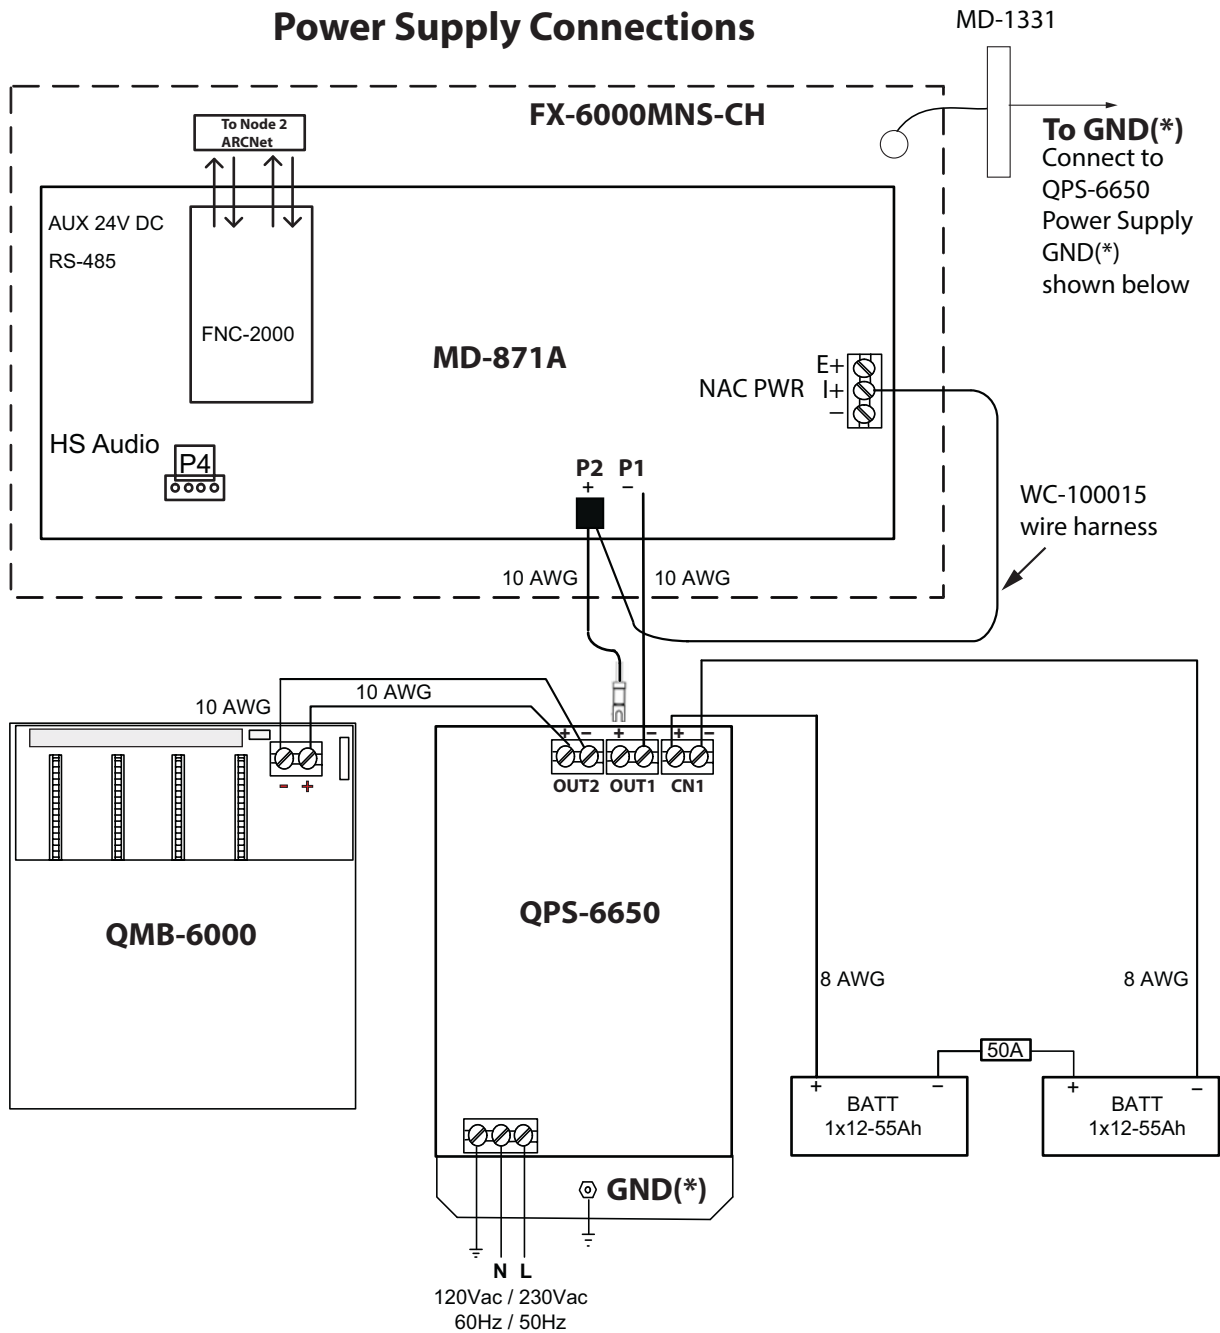 Power Supply Connections
MD-1331
FX-6000MNS-CH
To Node 2
ARCNet
To GND(*)
Connect to
QPS-6650
Power Supply
GND(*)
shown below
AUX 24V DC
RS-485
FNC-2000
MD-871A
NAC PWR
E+
I+
–
HS Audio
P4
P2 P1
+ –
WC-100015
wire harness
10 AWG
10 AWG
10 AWG
10 AWG
+ – + – + –
OUT2 OUT1 CN1
- +
QMB-6000
QPS-6650
8 AWG
8 AWG
50A
+ –
BATT
1x12-55Ah
+ –
BATT
1x12-55Ah
GND(*)
N L
120Vac / 230Vac
60Hz / 50Hz